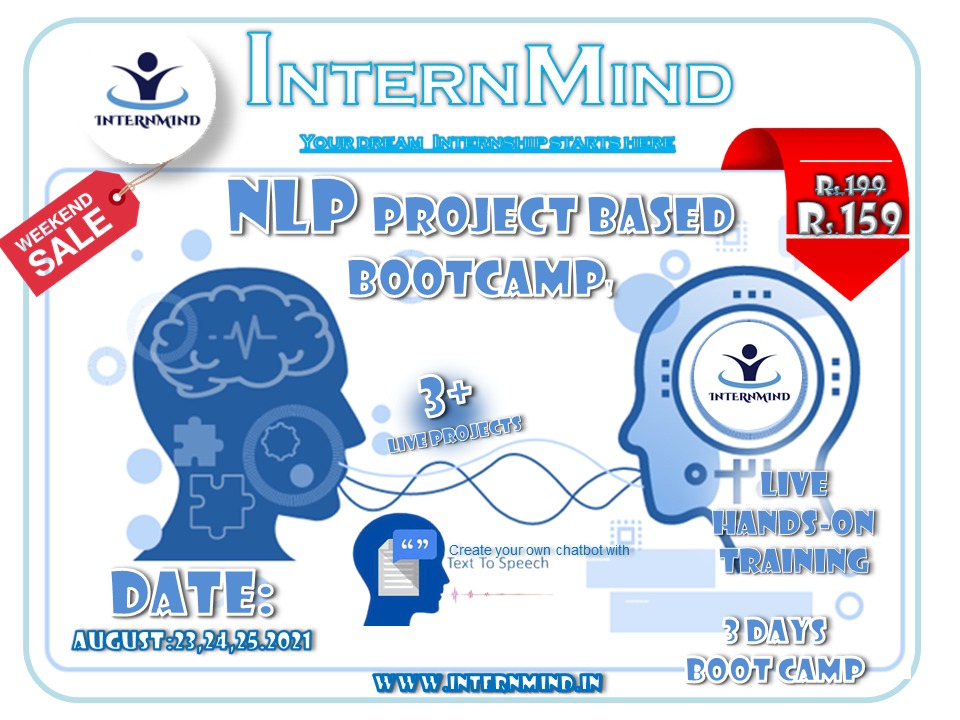 INTERNMIND
INTERNMIND
YOUR DREAM INTERNSHIP STARTS HERE
WEEKEND
SALE
Rs.199
Rs.159
NLP PROJECT BASED
BOOTCAMP!
INTERNMIND
3+
LIVE PROJECTS
LIVE
HANDS-ON
TRAINING
Create your own chatbot with
Text To Speech
DATE:
AUGUST:23,24,25.2021
3 DAYS
BOOT CAMP
WWW.INTERNMIND.IN